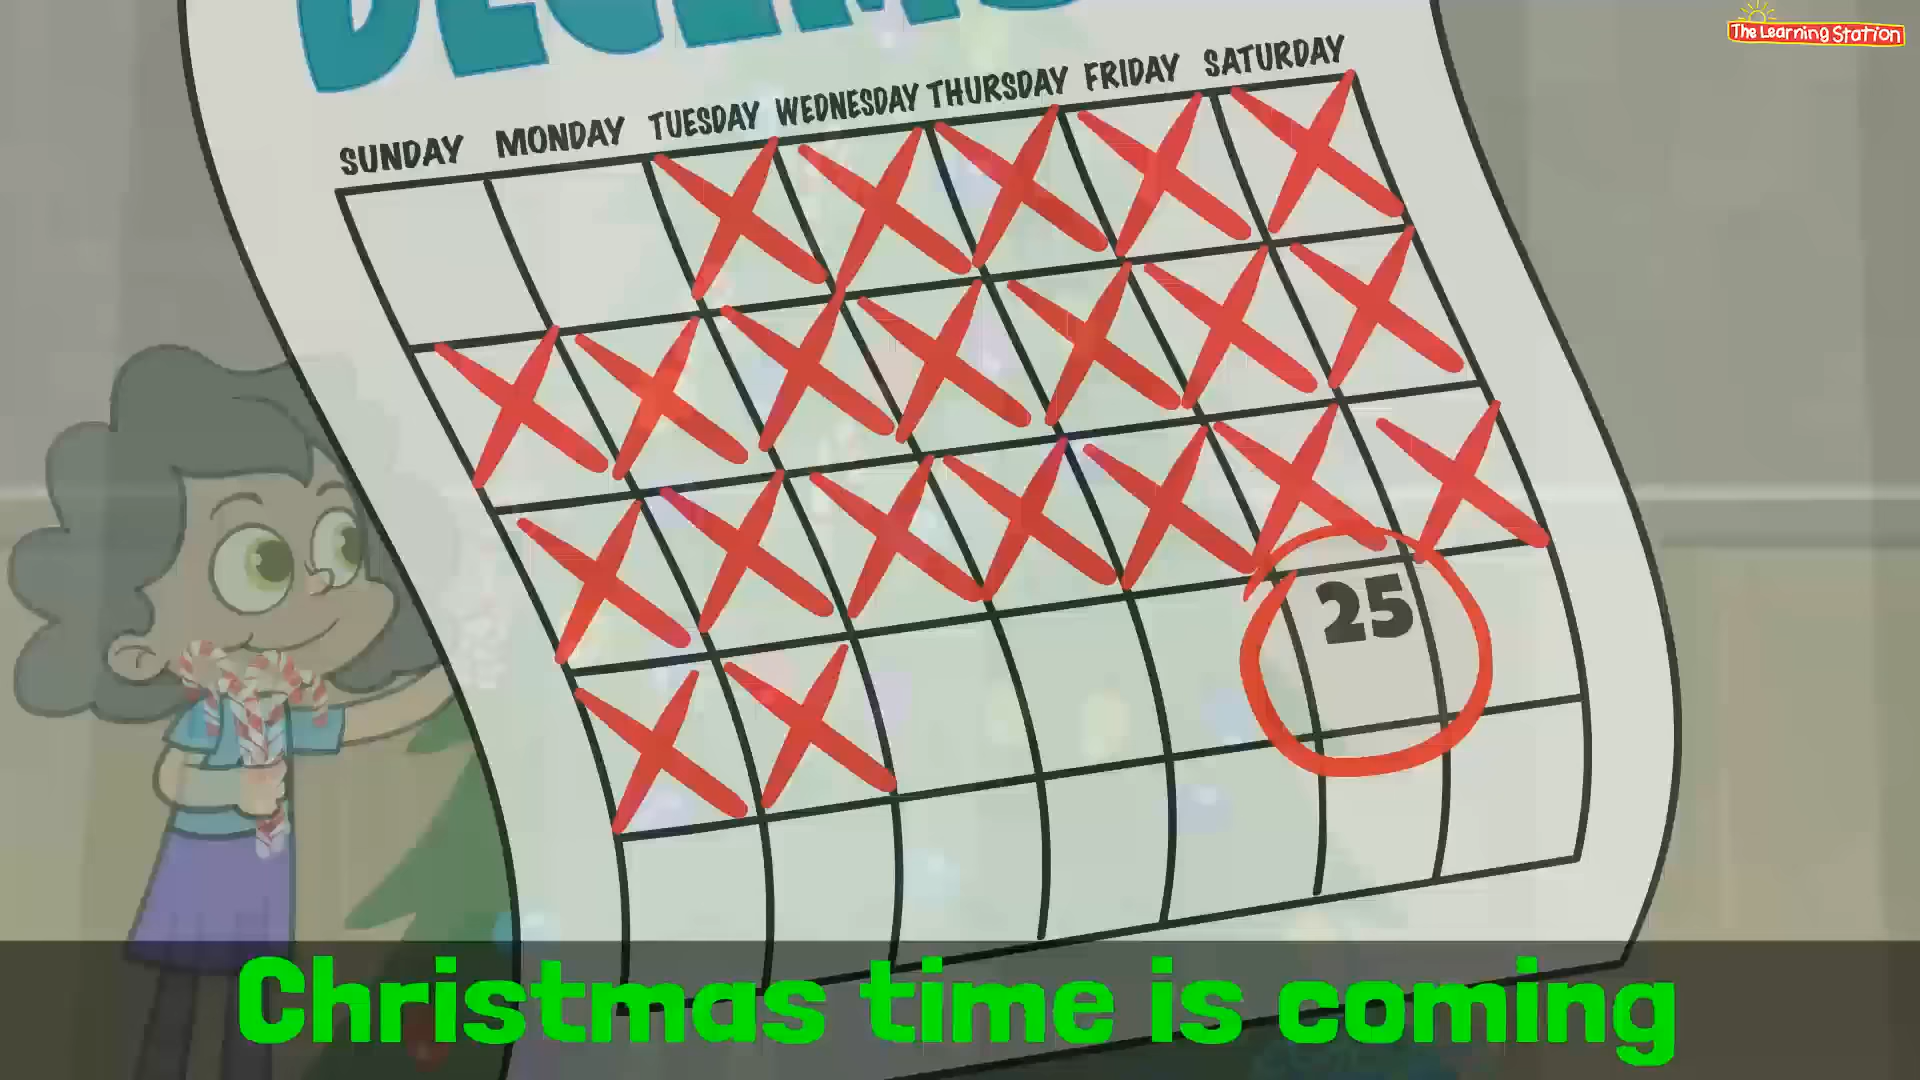 The Learning Station
SUNDAY MONDAY TUESDAY WEDNESDAY THURSDAY FRIDAY SATURDAY
25
Christmas time is coming